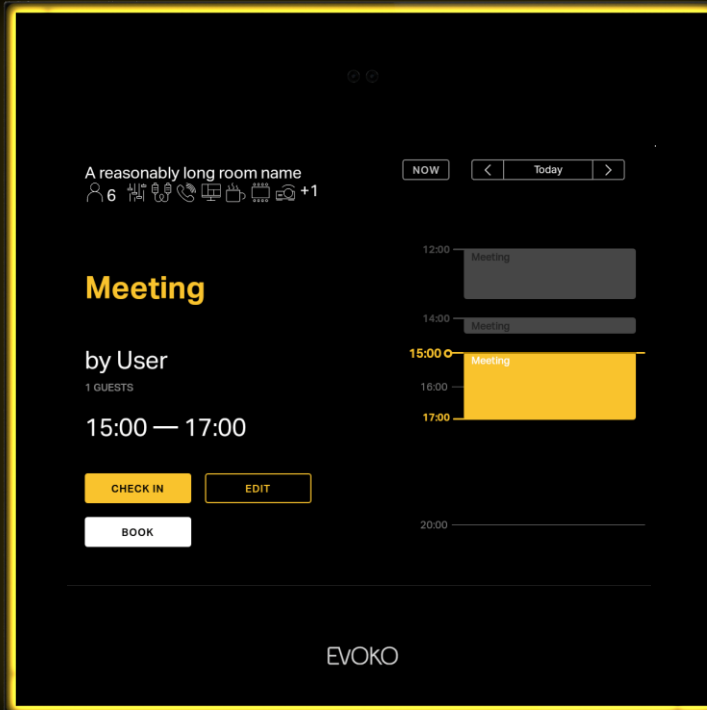 A reasonably long room name
6 +1
NOW
Today
Meeting
by User
1 GUESTS
15:00 — 17:00
CHECK IN
EDIT
BOOK
12:00
Meeting
14:00
Meeting
15:00
Meeting
16:00
17:00
20:00
EVOKO